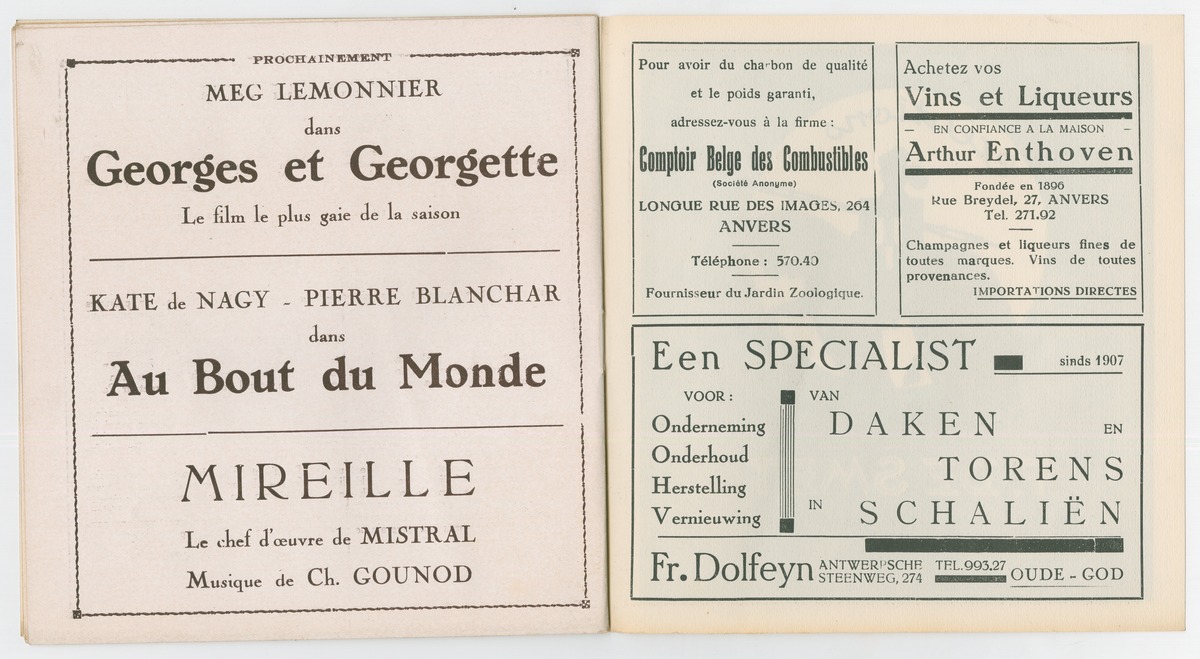 PROCHAINEMENT
MEG LEMONNIER
dans
Georges et Georgette
Le film le plus gaie de la saison
KATE de NAGY - PIERRE BLANCHAR
dans
Au Bout du Monde
MIREILLE
Le chef d'œuvre de MISTRAL
Musique de Ch. GOUNOD
Pour avoir du charbon de qualité
et le poids garanti,
adressez-vous à la firme :
Comptoir Belge des Combustibles
(Société Anonyme)
LONGUE RUE DES IMAGES, 264
ANVERS
Téléphone : 570.40
Fournisseur du Jardin Zoologique.
Achetez vos
Vins et Liqueurs
— EN CONFIANCE A LA MAISON —
Arthur Enthoven
Fondée en 1896
Rue Breydel, 27, ANVERS
Tel. 271.92
Champagnes et liqueurs fines de
toutes marques. Vins de toutes
provenances.
IMPORTATIONS DIRECTES
Een SPECIALIST sinds 1907
VOOR :
Onderneming
Onderhoud
Herstelling
Vernieuwing
VAN
DAKEN EN
TORENS
IN SCHALIËN
Fr. Dolfeyn
ANTWERPSCHE
STEENWEG, 274
TEL. 993.27
OUDE - GOD